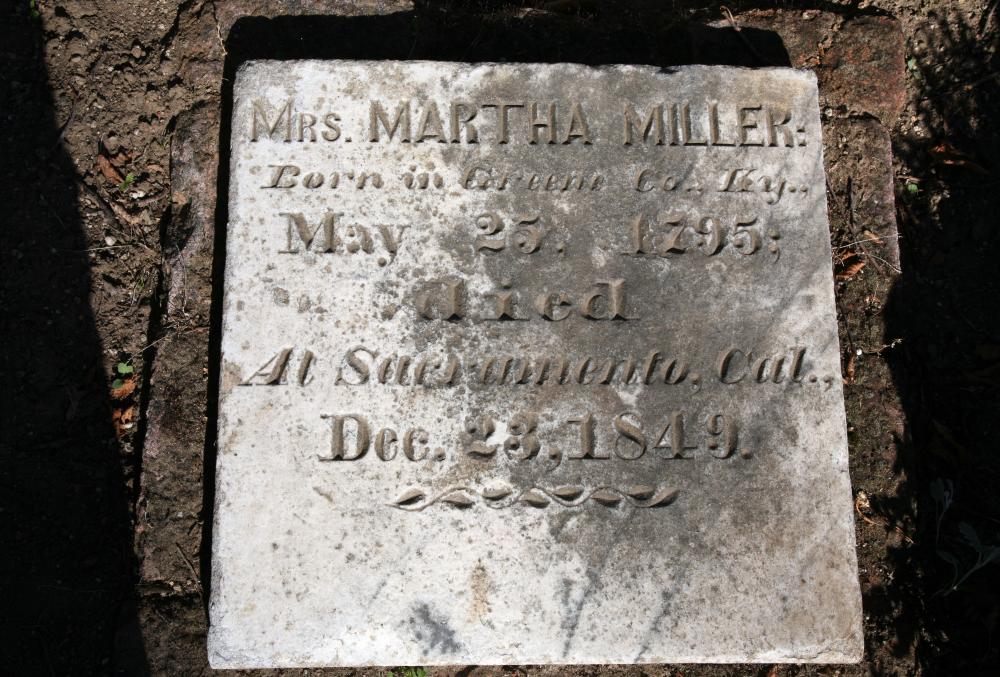 MRS. MARTHA MILLER:
Born in Greene Co., Ky.,
May 25, 1795;
died
At Sacramento, Cal.,
Dec. 23, 1849.